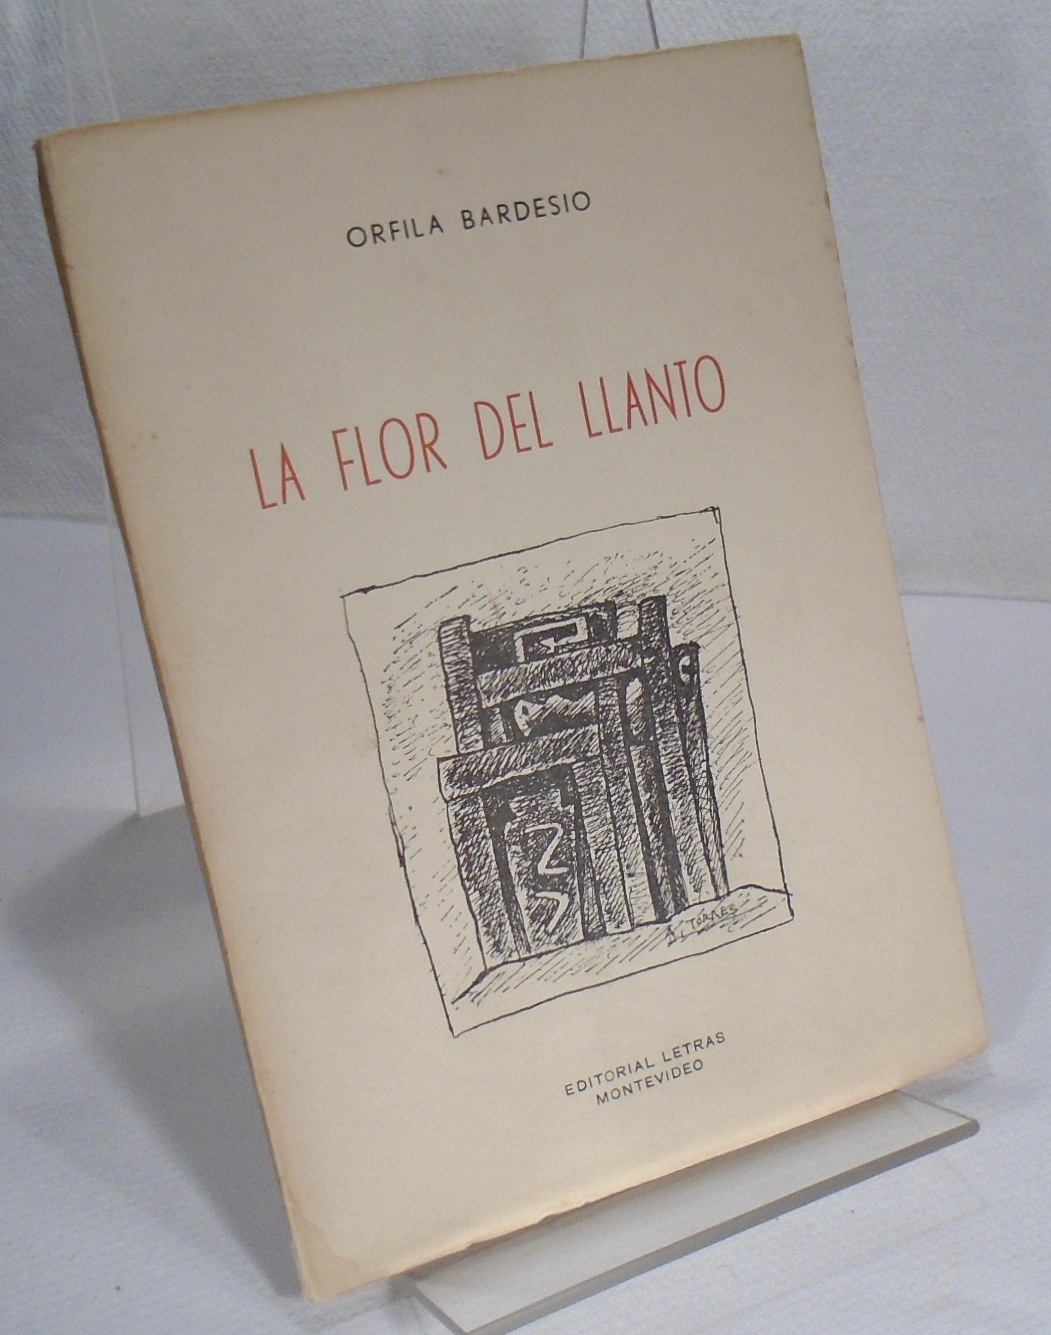 ORFILA BARDESIO
LA FLOR DEL LLANTO
TORRES
EDITORIAL LETRAS
MONTEVIDEO